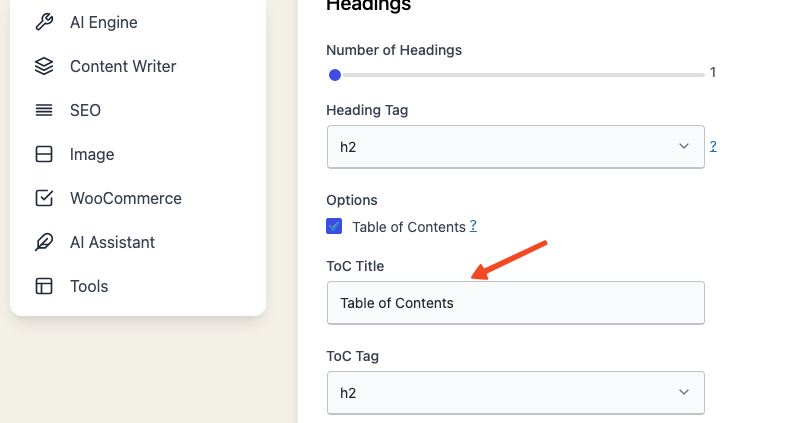 AI Engine
Content Writer
SEO
Image
WooCommerce
AI Assistant
Tools
Headings
Number of Headings
1
Heading Tag
h2
?
Options
Table of Contents ?
ToC Title
Table of Contents
ToC Tag
h2